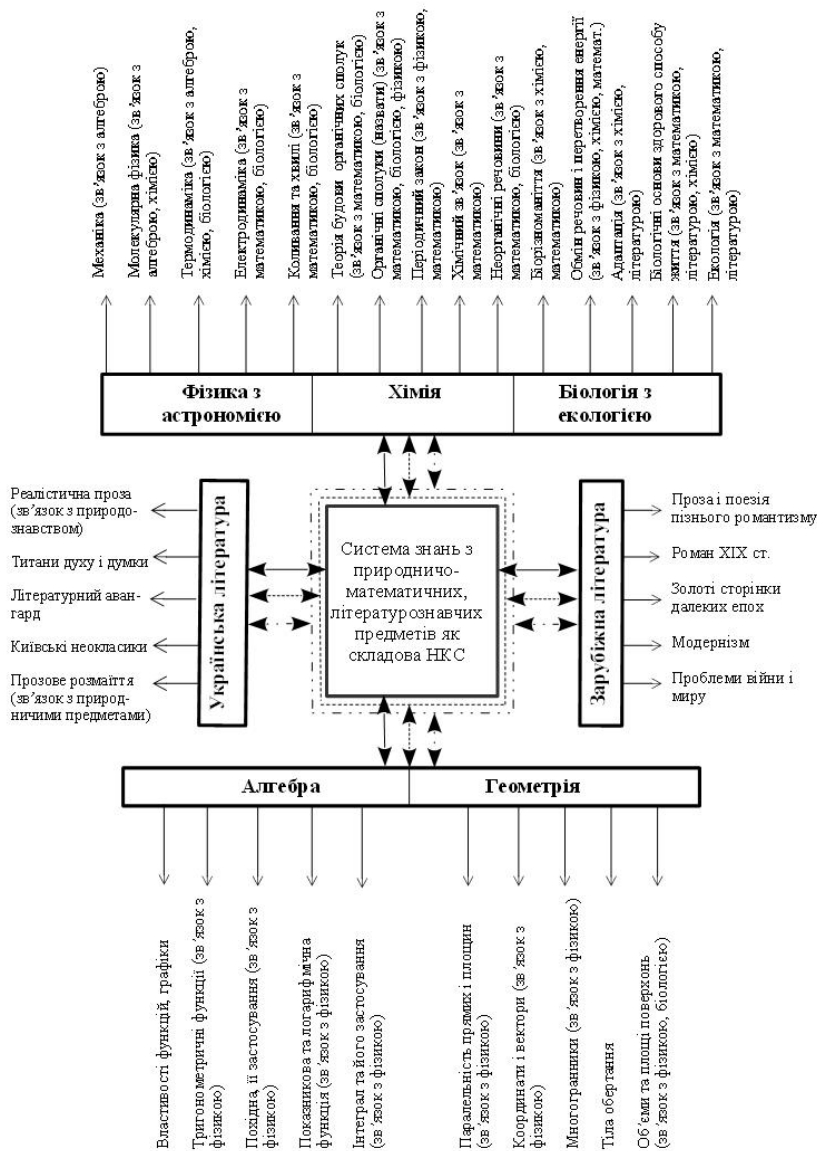 Механіка (зв'язок з алгеброю)
Молекулярна фізика (зв'язок з
алгеброю, хімією)
Термодинаміка (зв'язок з алгеброю,
хімією, біологією)
Електродинаміка (зв'язок з
математикою, біологією)
Коливання та хвилі (зв'язок з
математикою, біологією)
Теорія будови органічних сполук
(зв'язок з математикою, біологією)
Органічні сполуки (назвати) (зв'язок з
математикою, біологією, фізикою)
Періодичний закон (зв'язок з фізикою,
математикою)
Хімічний зв'язок (зв'язок з
математикою)
Неорганічні речовини (зв'язок з
математикою, біологією)
Біорізноманіття (зв'язок з хімією,
математикою)
Обмін речовин і перетворення енергії
(зв'язок з фізикою, хімією, математ.)
Адаптація (зв'язок з хімією,
літературою)
Біологічні основи здорового способу
життя (зв'язок з математикою,
літературою, хімією)
Екологія (зв'язок з математикою,
літературою)
Фізика з
астрономією
Хімія
Біологія з
екологією
Реалістична проза
(зв'язок з природо-
знавством)
Титани духу і думки
Літературний аван-
гард
Київські неокласики
Прозове розмаїття
(зв'язок з природ-
ничими предметами)
Українська література
Система знань з
природничо-
математичних,
літературознавчих
предметів як
складова НКС
Зарубіжна література
Проза і поезія
пізнього романтизму
Роман XIX ст.
Золоті сторінки
далеких епох
Модернізм
Проблеми війни і
миру
Алгебра
Геометрія
Властивості функцій, графіки
Тригонометричні функції (зв'язок з
фізикою)
Похідна, її застосування (зв'язок з
фізикою)
Показникова та логарифмічна
функція (зв'язок з фізикою)
Інтеграл та його застосування
(зв'язок з фізикою)
Паралельність прямих і площин
(зв'язок з фізикою)
Координати і вектори (зв'язок з
фізикою)
Многогранники (зв'язок з фізикою)
Тіла обертання
Об'єми та площі поверхонь
(зв'язок з фізикою, біологією)